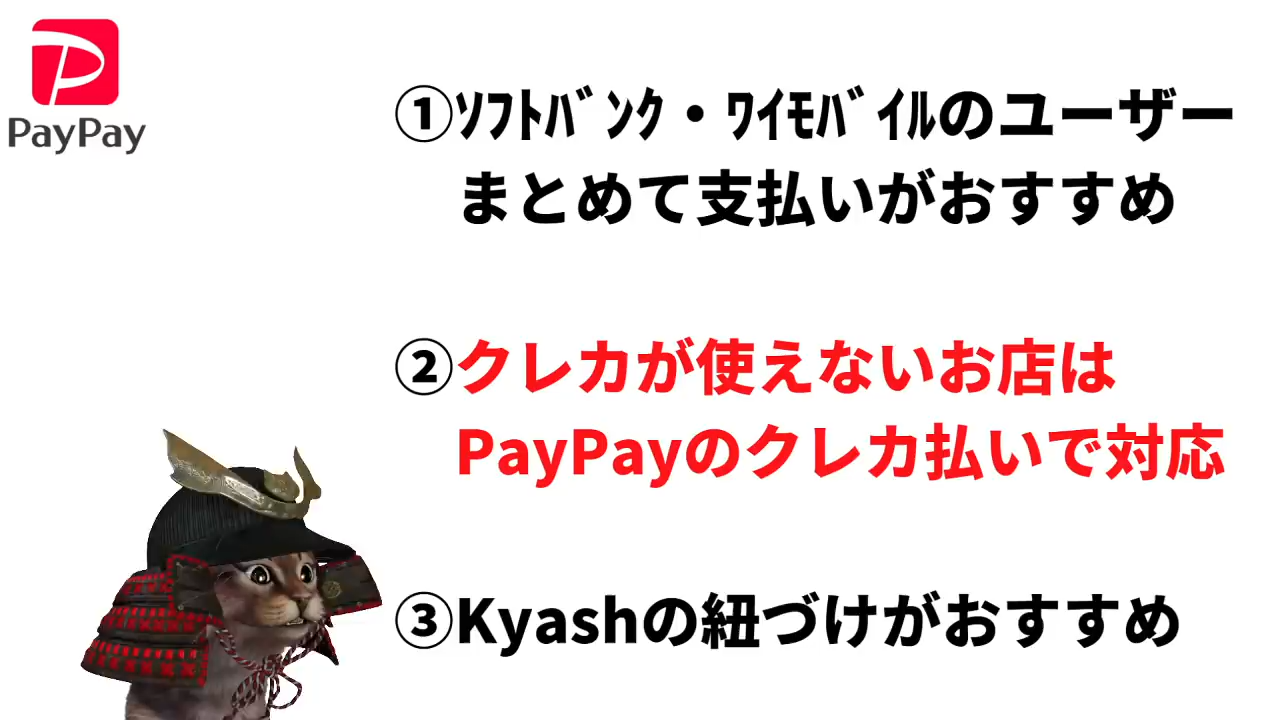 PayPay
①ｿﾌﾄﾊﾞﾝｸ・ﾜｲﾓﾊﾞｲﾙのユーザー
まとめて支払いがおすすめ
②クレカが使えないお店は
PayPayのクレカ払いで対応
③Kyashの紐づけがおすすめ